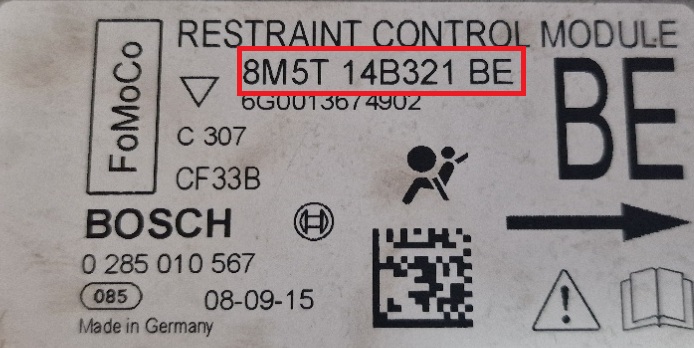 FoMoCo
RESTRAINT CONTROL MODULE
8M5T 14B321 BE
6G0013674902
BE
C 307
CF33B
BOSCH
0 285 010 567
085 08-09-15
Made in Germany